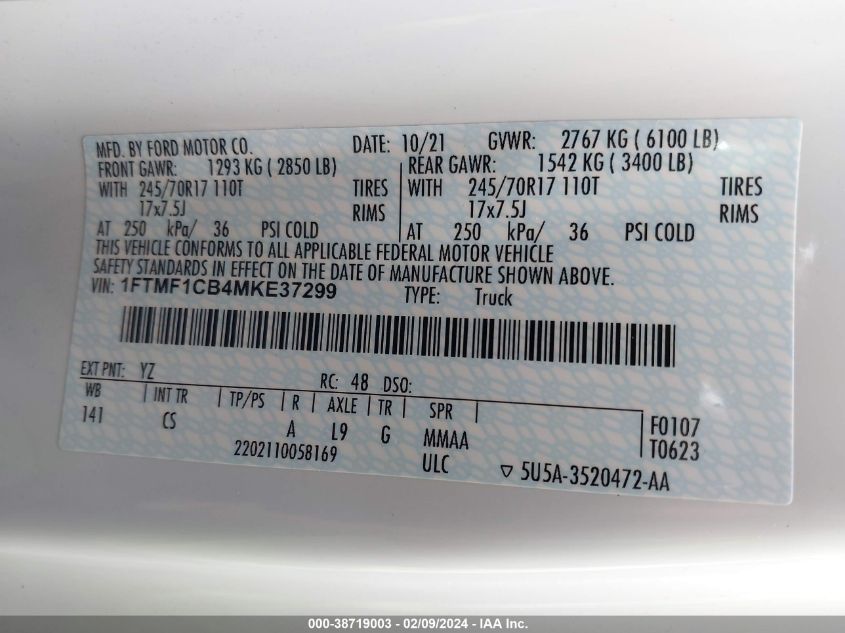 MFD. BY FORD MOTOR CO. DATE: 10/21 GVWR: 2767 KG ( 6100 LB)
FRONT GAWR: 1293 KG ( 2850 LB) REAR GAWR: 1542 KG ( 3400 LB)
WITH 245/70R17 110T TIRES WITH 245/70R17 110T TIRES
17x7.5J RIMS 17x7.5J RIMS
AT 250 kPa/ 36 PSI COLD AT 250 kPa/ 36 PSI COLD
THIS VEHICLE CONFORMS TO ALL APPLICABLE FEDERAL MOTOR VEHICLE
SAFETY STANDARDS IN EFFECT ON THE DATE OF MANUFACTURE SHOWN ABOVE.
VIN: 1FTMF1CB4MKE37299 TYPE: Truck
EXT PNT: YZ RC: 48 DSO:
WB INT TR TP/PS R AXLE TR SPR
141 CS A L9 G MMAA F0107
2202110058169 ULC T0623
5U5A-3520472-AA
000-38719003 - 02/09/2024 - IAA, Inc.